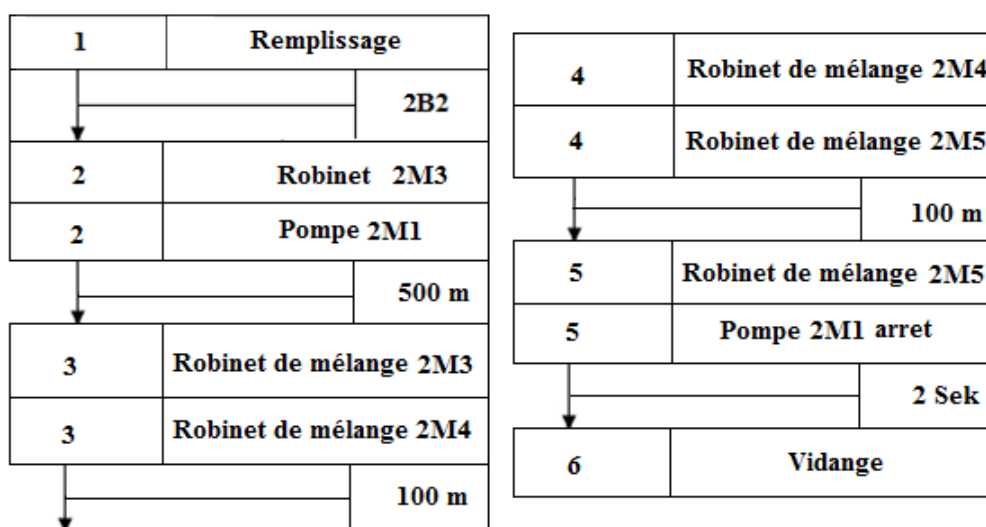 1 Remplissage
2B2
2 Robinet 2M3
2 Pompe 2M1
500 m
3 Robinet de mélange 2M3
3 Robinet de mélange 2M4
100 m
4 Robinet de mélange 2M4
4 Robinet de mélange 2M5
100 m
5 Robinet de mélange 2M5
5 Pompe 2M1 arret
2 Sek
6 Vidange